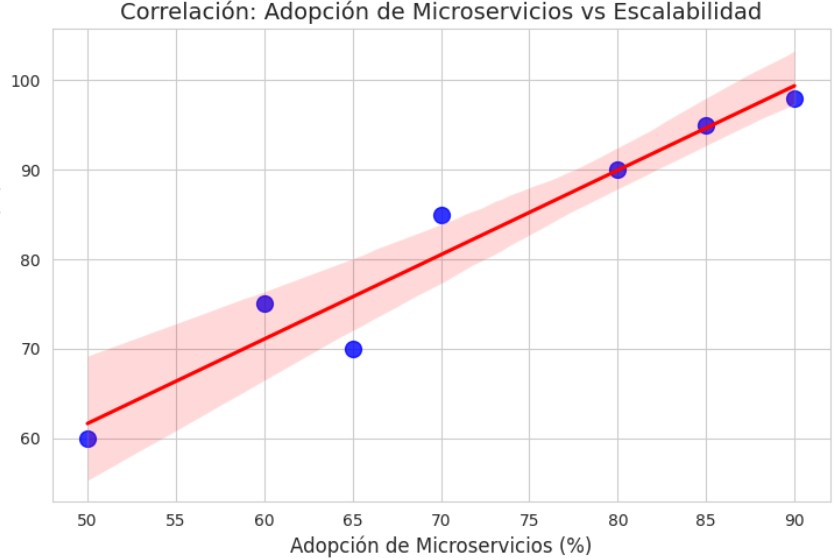 Correlación: Adopción de Microservicios vs Escalabilidad
100
90
80
70
60
50 55 60 65 70 75 80 85 90
Adopción de Microservicios (%)